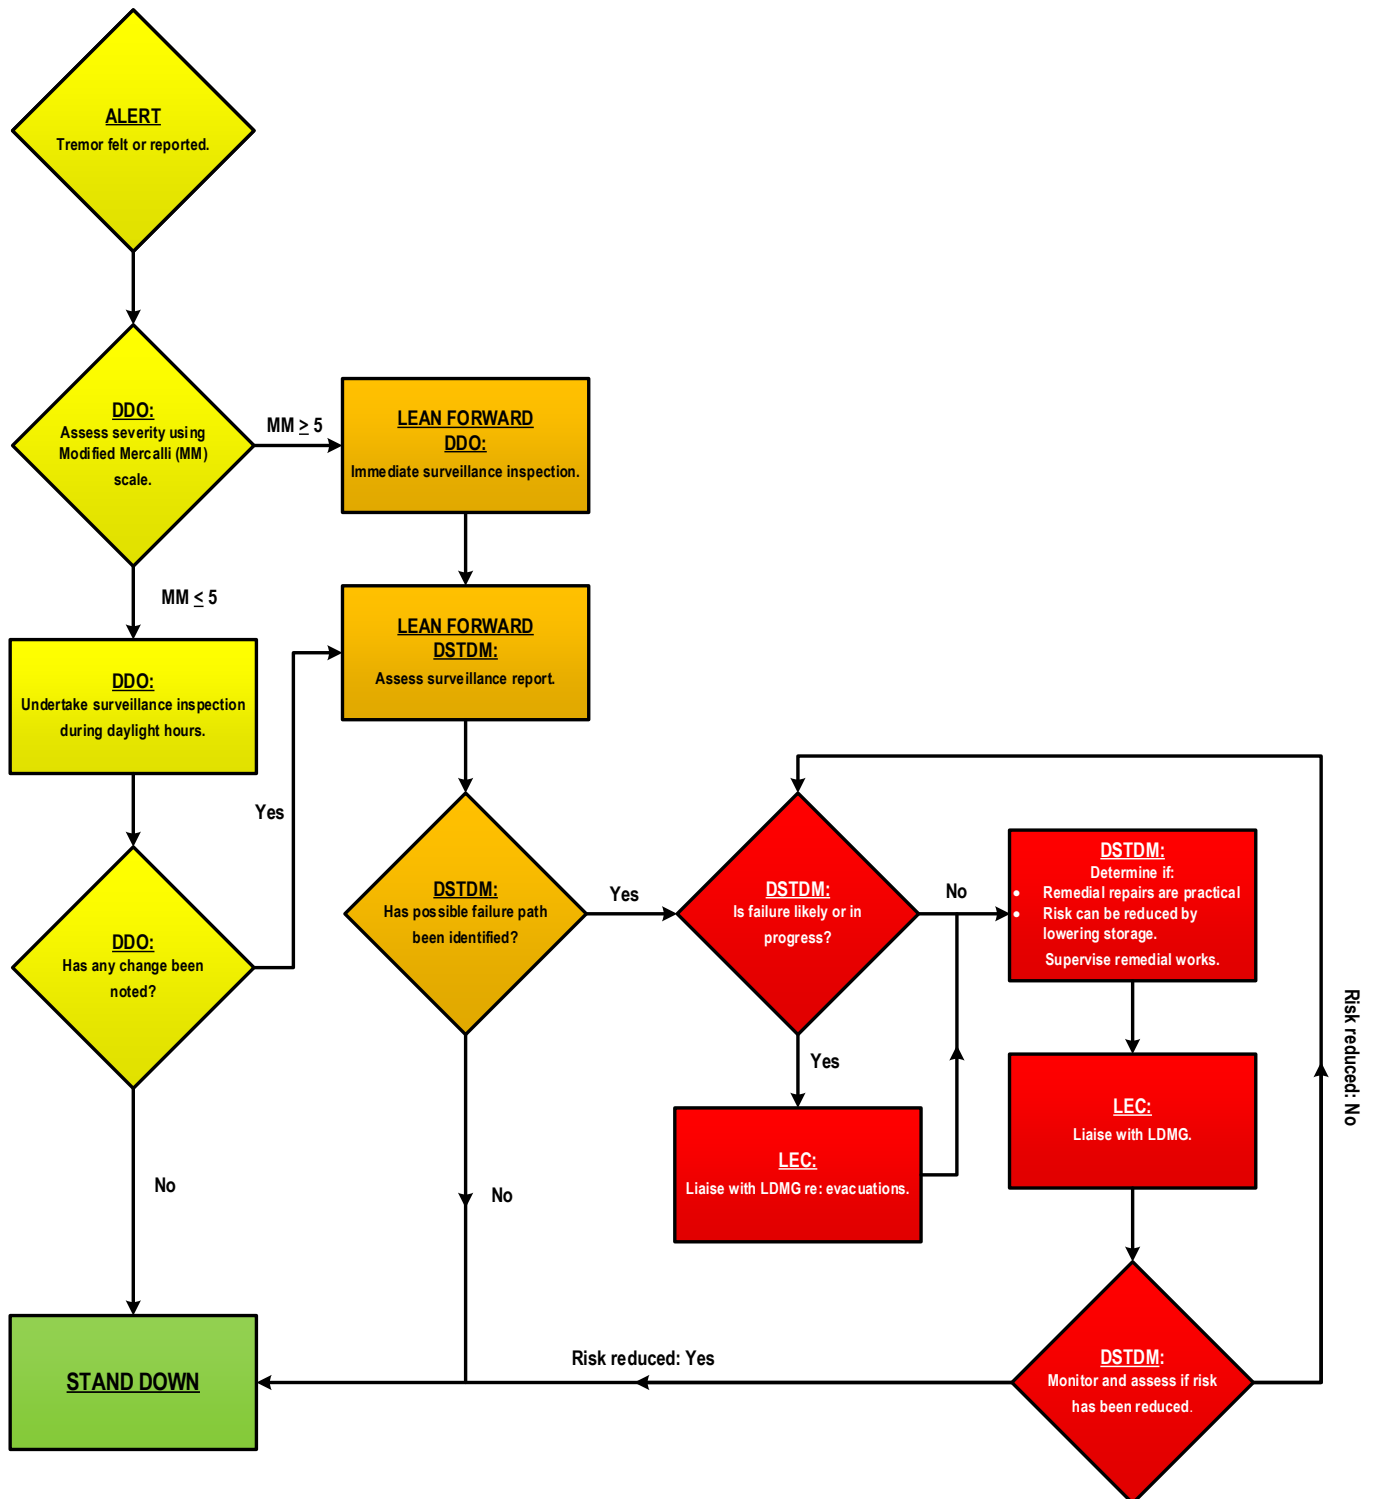 ALERT
Tremor felt or reported.
DDO:
Assess severity using
Modified Mercalli (MM)
scale.
MM ≥ 5
LEAN FORWARD
DDO:
Immediate surveillance inspection.
MM ≤ 5
DDO:
Undertake surveillance inspection
during daylight hours.
LEAN FORWARD
DSTDM:
Assess surveillance report.
Yes
DDO:
Has any change been
noted?
No
DSTDM:
Has possible failure path
been identified?
Yes
No
DSTDM:
Is failure likely or in
progress?
No
Yes
DSTDM:
Determine if:
• Remedial repairs are practical
• Risk can be reduced by
lowering storage.
Supervise remedial works.
LEC:
Liaise with LDMG re: evacuations.
LEC:
Liaise with LDMG.
Risk reduced: No
DSTDM:
Monitor and assess if risk
has been reduced.
Risk reduced: Yes
STAND DOWN